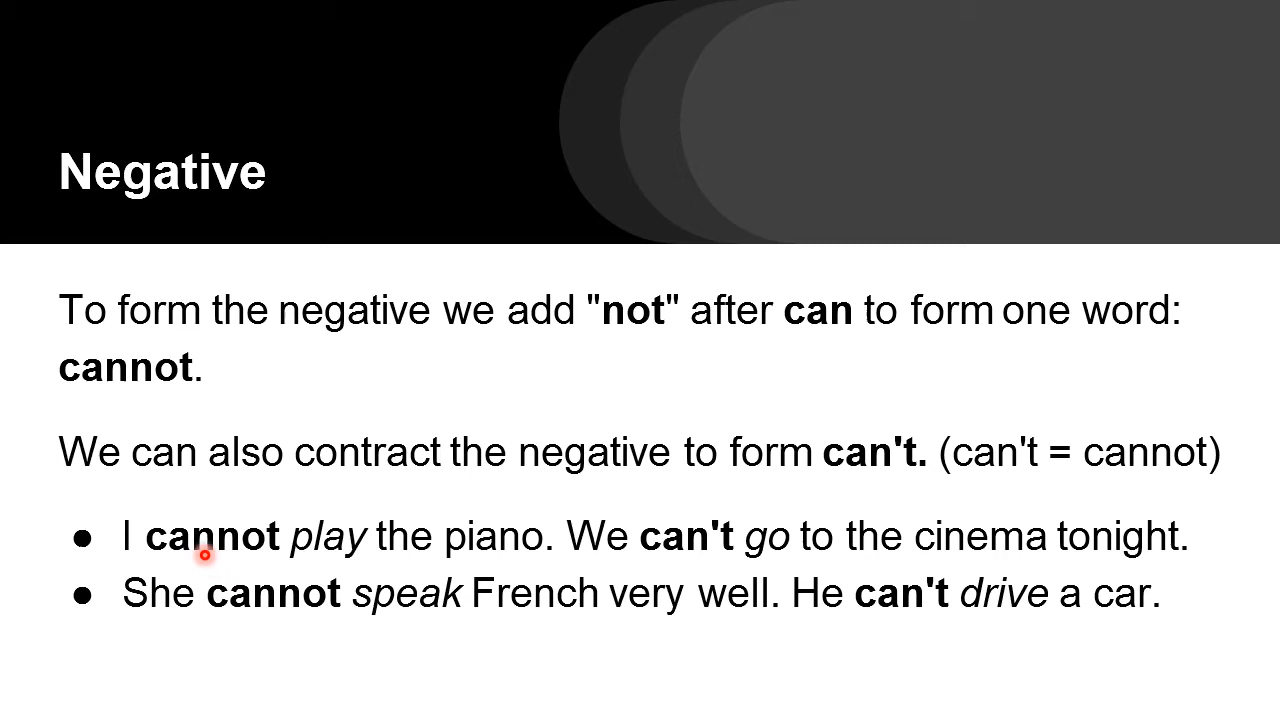 Negative
To form the negative we add "not" after can to form one word:
cannot.
We can also contract the negative to form can't. (can't = cannot)
● I cannot play the piano. We can't go to the cinema tonight.
● She cannot speak French very well. He can't drive a car.